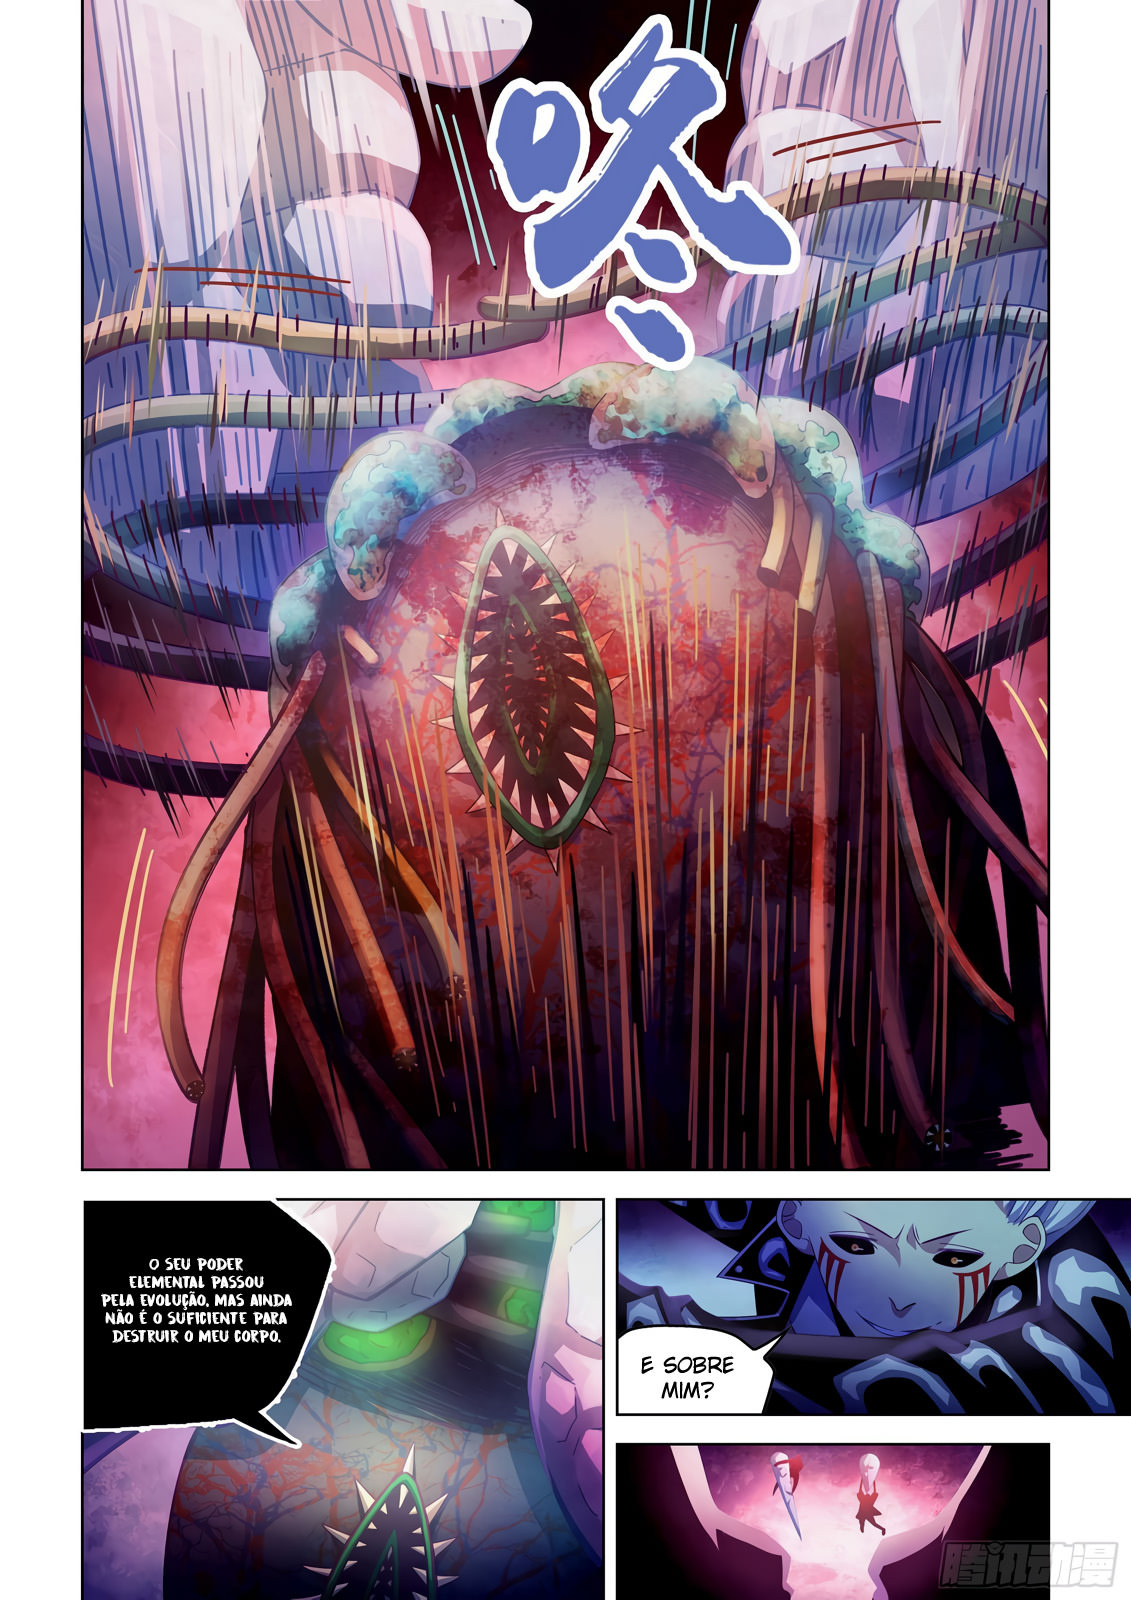 咚
O SEU PODER
ELEMENTAL PASSOU
PELA EVOLUÇÃO, MAS AINDA
NÃO É O SUFICIENTE PARA
DESTRUIR O MEU CORPO.
E SOBRE
MIM?
腾讯动漫